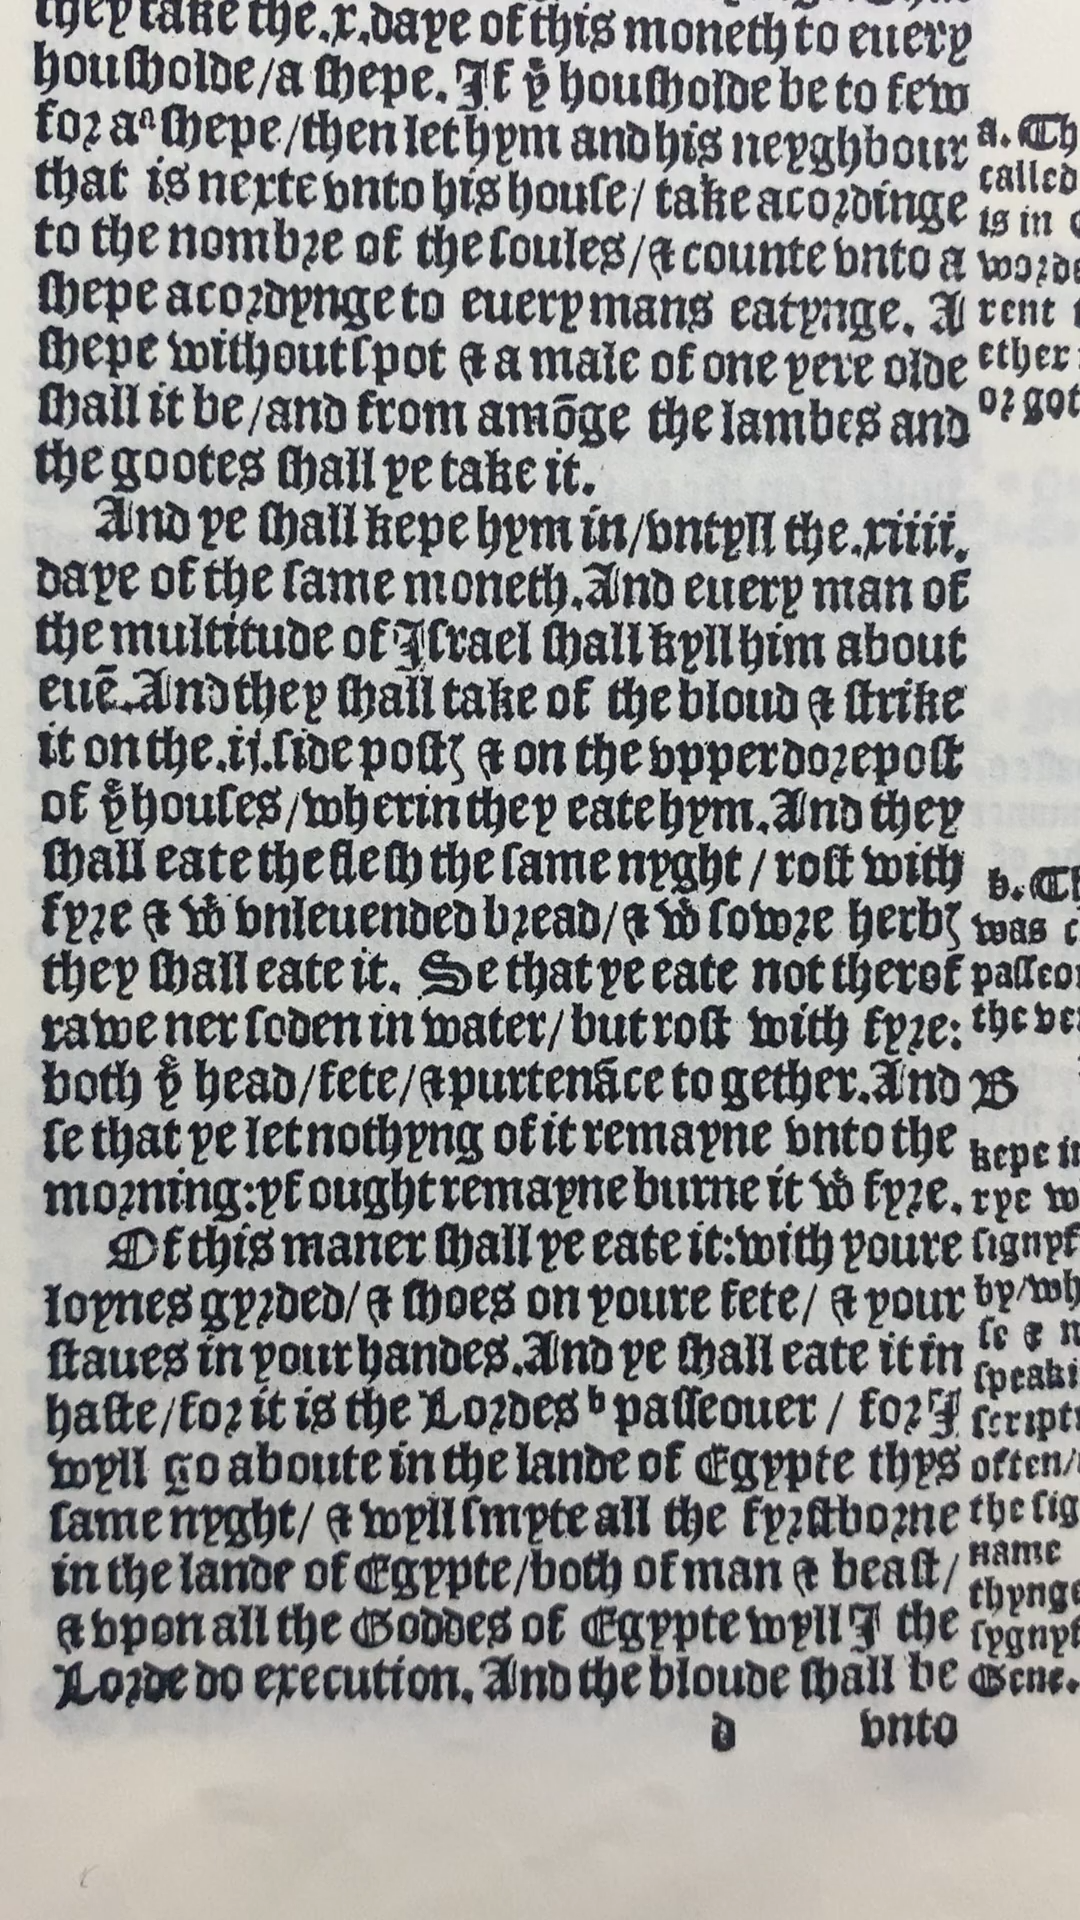 they take the.x.daye of this moneth to euery
housholde/a shepe. If yͤ housholde be to few
for a ᵃ shepe/then let hym and his neyghbour
that is nexte vnto his house/ take acordinge
to the nombre of the soules/& counte vnto a
shepe acordynge to euery mans eatynge. A
shepe without spot & a male of one yere olde
shall it be/and from amōge the lambes and
the gootes shall ye take it.
And ye shall kepe hym in/vntyll the.xiiii.
daye of the same moneth.And euery man of
the multitude of Israel shall kyll him about
euē.And they shall take of the bloud & strike
it on the.ij.side postꝭ & on the vpper dorepost
of yͤ houses/wherin they eate hym.And they
shall eate the flesh the same nyght/ rost with
fyre & wͭ vnleuended bread/& wͭ sowre herbꝭ
they shall eate it. Se that ye eate not therof
rawe ner soden in water/ but rost with fyre:
both yͤ head/fete/& purtenāce to gether.And
se that ye let nothyng of it remayne vnto the
morning:yf ought remayne burne it wͭ fyre.
Of this maner shall ye eate it:with youre
loynes gyrded/& shoes on youre fete/ & your
staues in your handes.And ye shall eate it in
haste/for it is the Lordes ᵇ passeouer / for I
wyll go aboute in the lande of Egypte thys
same nyght/ & wyll smyte all the fyrstborne
in the lande of Egypte/both of man & beast/
& vpon all the Goddes of Egypte wyll I the
Lorde do execution. And the bloude shall be
d vnto
a. Th
called
is in
worde
rent
ether
or got
b. Th
was c
passeo
the ve
B
kepe i
rye w
signyf
by/wh
se & n
speaki
script
often/
the sig
name
thynge
sygnyf
Gene.